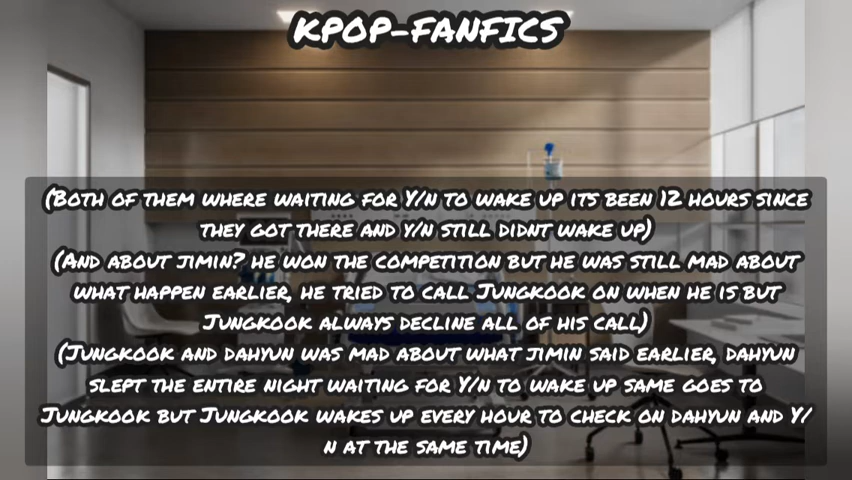 KPOP-FANFICS
(Both of them where waiting for Y/n to wake up its been 12 hours since
they got there and y/n still didnt wake up)
(And about jimin? he won the competition but he was still mad about
what happen earlier, he tried to call Jungkook on when he is but
Jungkook always decline all of his call)
(Jungkook and dahyun was mad about what jimin said earlier, dahyun
slept the entire night waiting for Y/n to wake up same goes to
Jungkook but Jungkook wakes up every hour to check on dahyun and Y/
n at the same time)